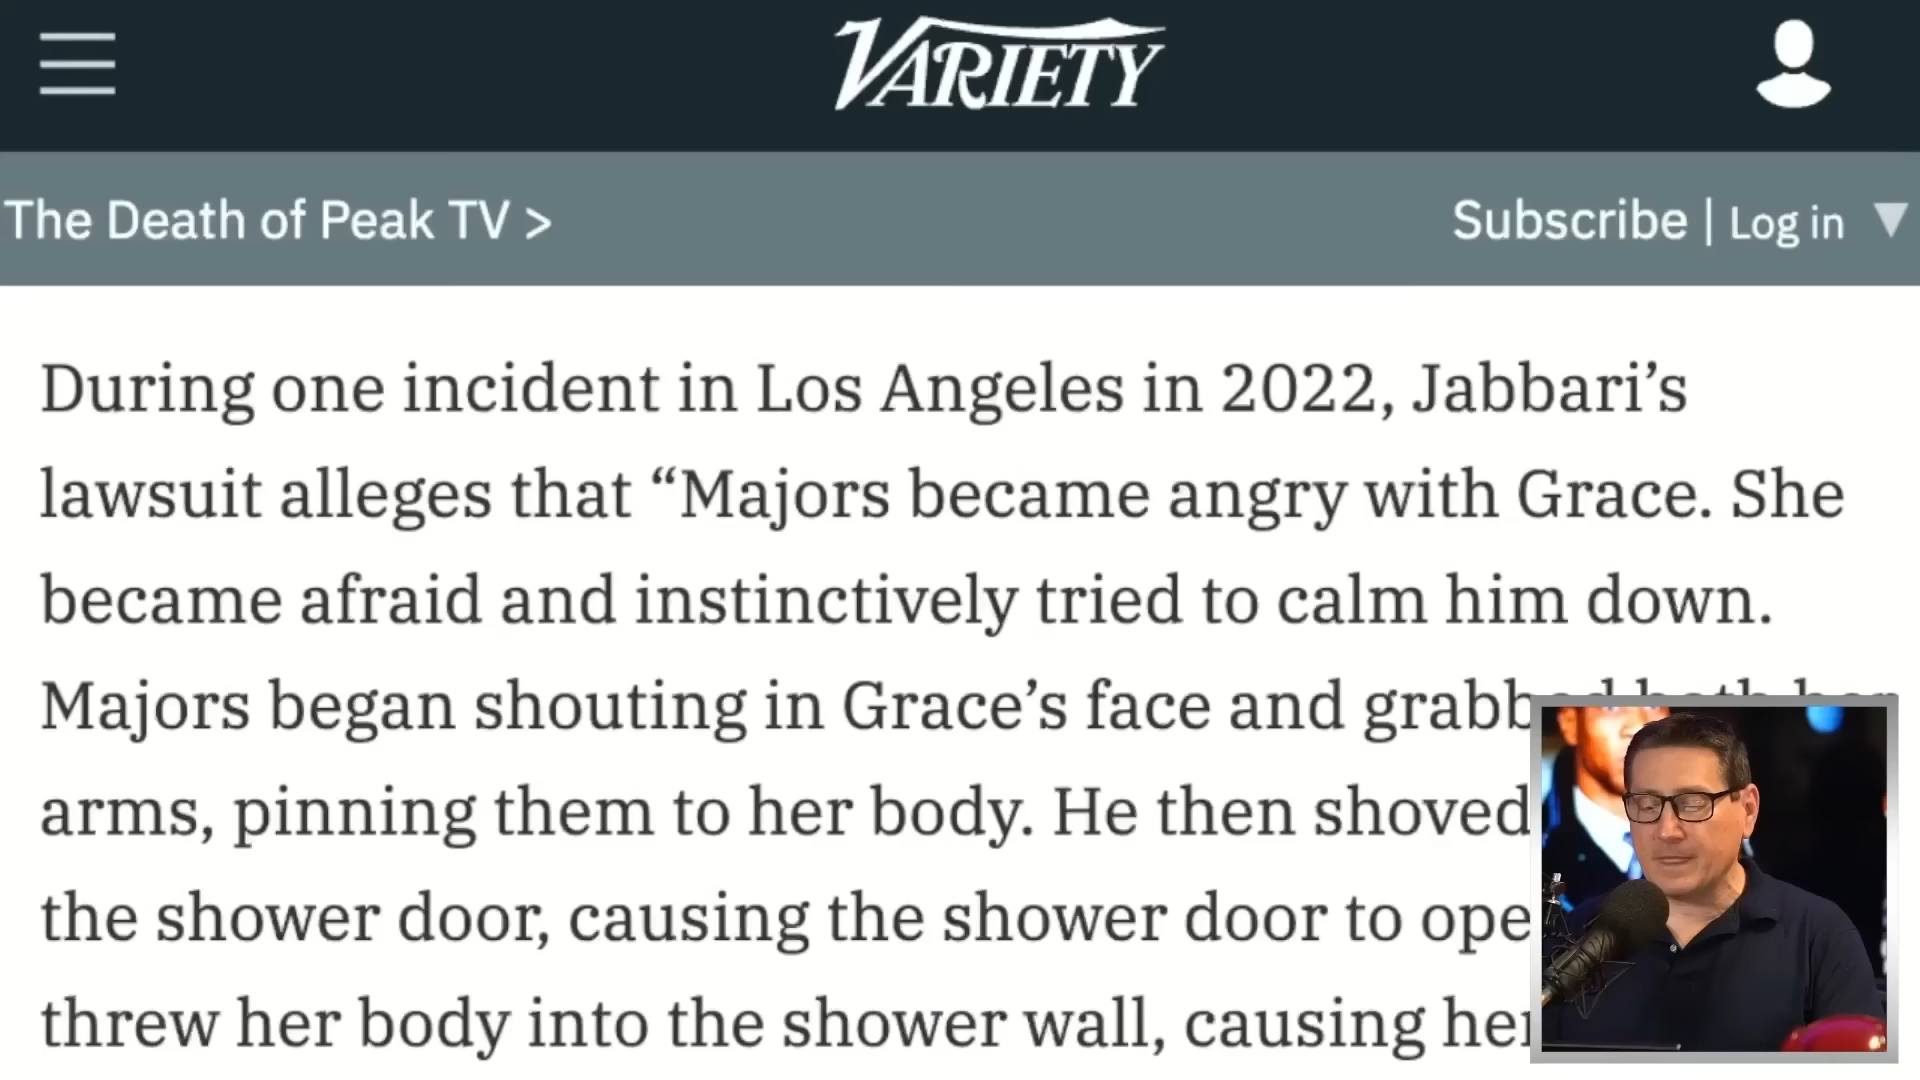 VARIETY
The Death of Peak TV >
Subscribe | Log in
During one incident in Los Angeles in 2022, Jabbari’s
lawsuit alleges that “Majors became angry with Grace. She
became afraid and instinctively tried to calm him down.
Majors began shouting in Grace’s face and grabbed both her
arms, pinning them to her body. He then shoved
the shower door, causing the shower door to
threw her body into the shower wall, causing